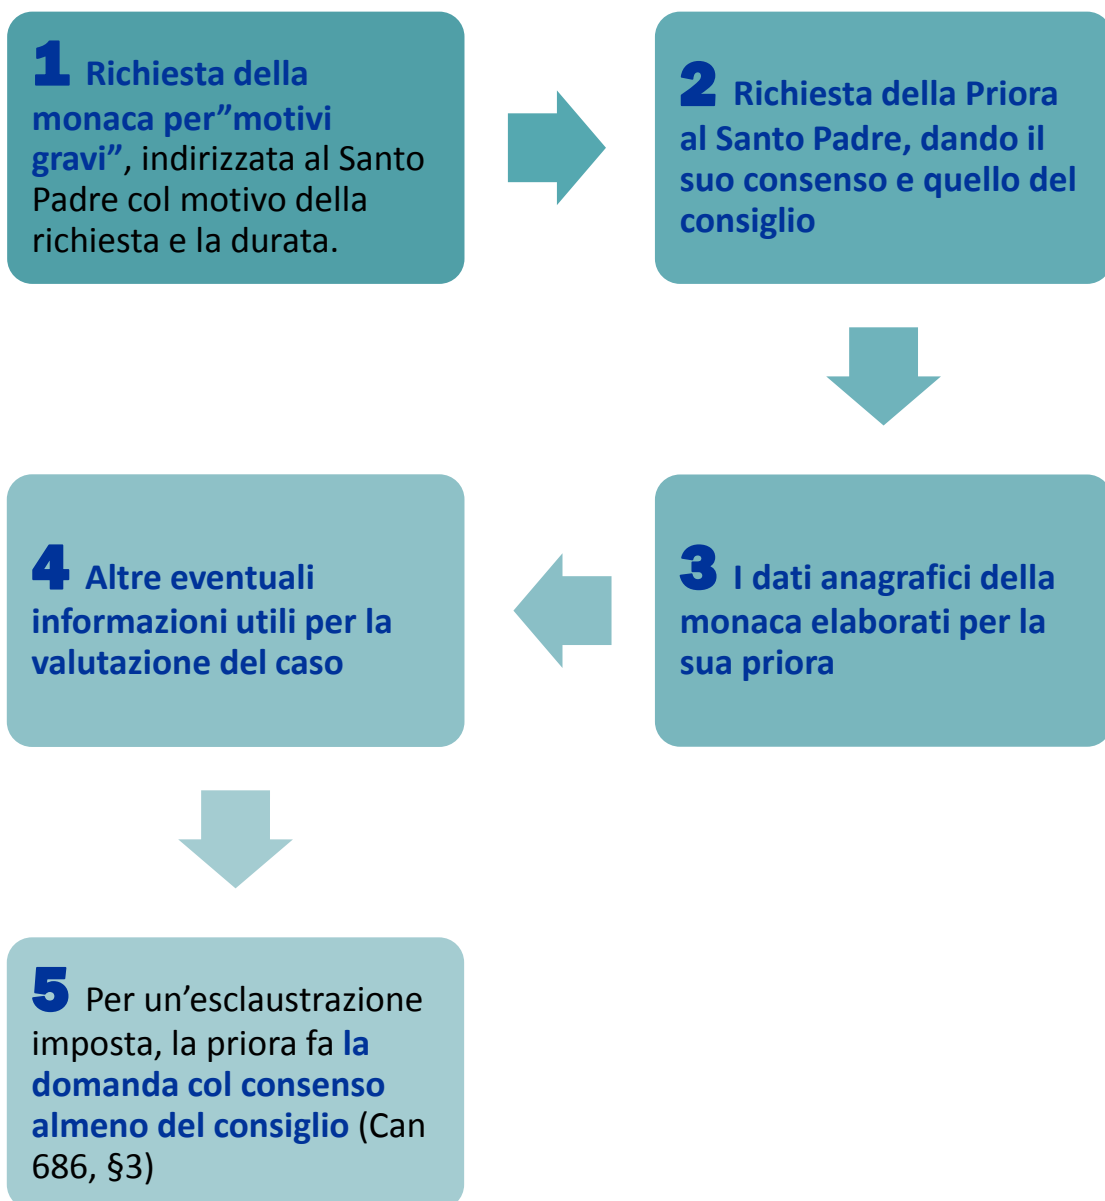 1 Richiesta della
monaca per”motivi
gravi”, indirizzata al Santo
Padre col motivo della
richiesta e la durata.
2 Richiesta della Priora
al Santo Padre, dando il
suo consenso e quello del
consiglio
3 I dati anagrafici della
monaca elaborati per la
sua priora
4 Altre eventuali
informazioni utili per la
valutazione del caso
5 Per un’esclaustrazione
imposta, la priora fa la
domanda col consenso
almeno del consiglio (Can
686, §3)